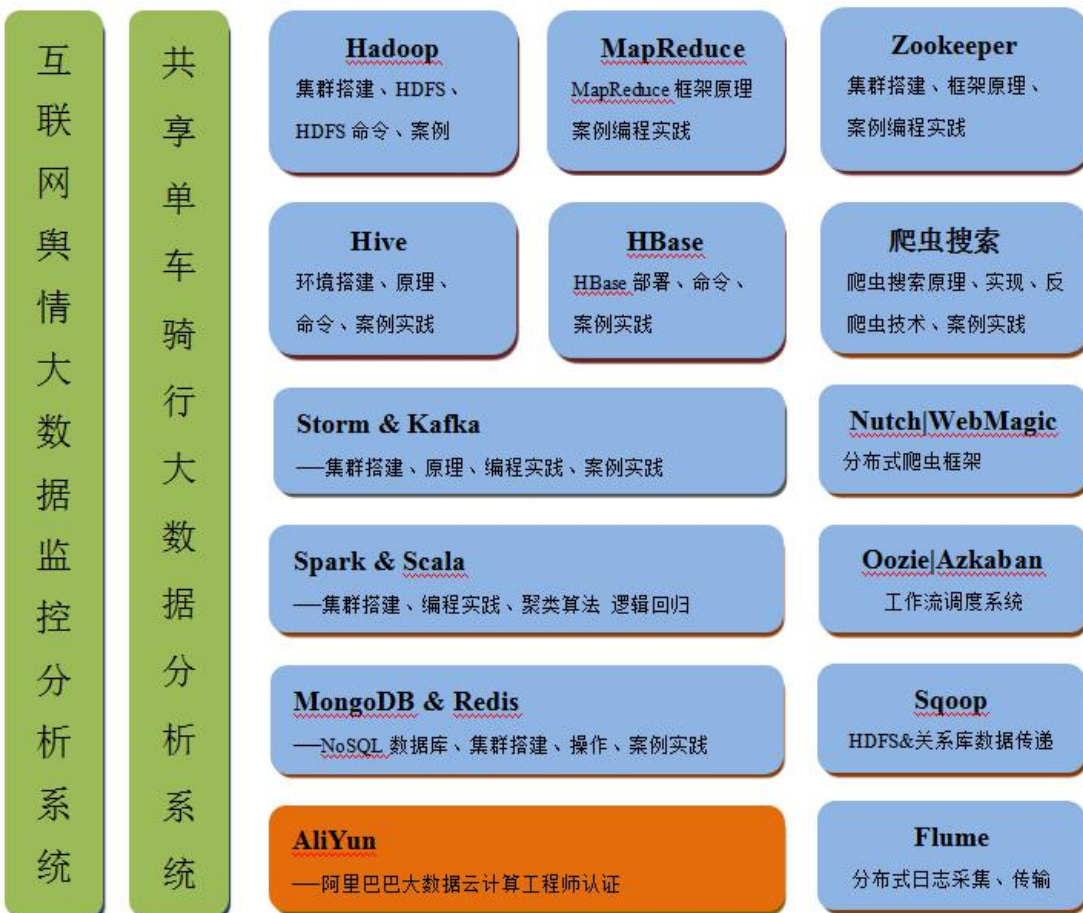 互联网舆情大数据监控分析系统
共享单车骑行大数据分析系统
Hadoop
集群搭建、HDFS、
HDFS 命令、案例
MapReduce
MapReduce 框架原理
案例编程实践
Zookeeper
集群搭建、框架原理、
案例编程实践
Hive
环境搭建、原理、
命令、案例实践
HBase
HBase 部署、命令、
案例实践
爬虫搜索
爬虫搜索原理、实现、反
爬虫技术、案例实践
Storm & Kafka
──集群搭建、原理、编程实践、案例实践
Nutch|WebMagic
分布式爬虫框架
Spark & Scala
──集群搭建、编程实践、聚类算法 逻辑回归
Oozie|Azkaban
工作流调度系统
MongoDB & Redis
──NoSQL 数据库、集群搭建、操作、案例实践
Sqoop
HDFS&关系库数据传递
AliYun
──阿里巴巴大数据云计算工程师认证
Flume
分布式日志采集、传输